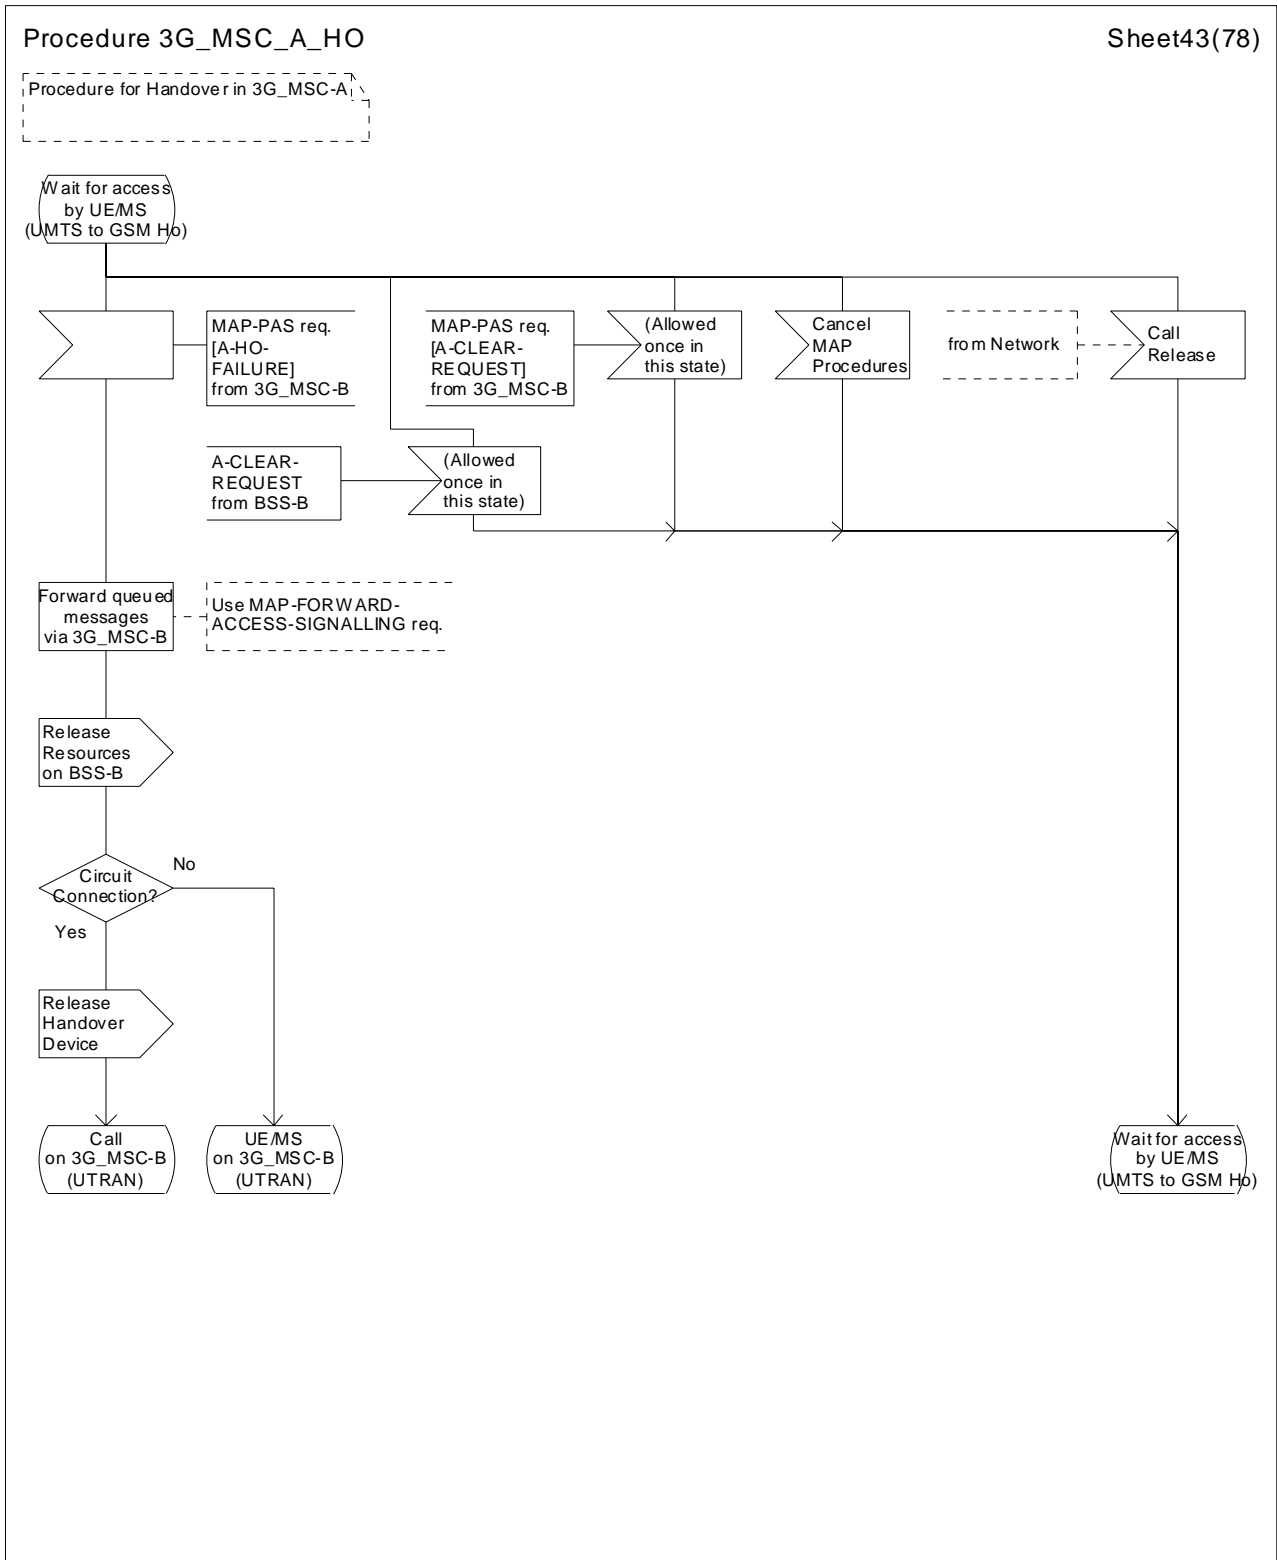 Procedure 3G_MSC_A_HO
Sheet43(78)
Procedure for Handover in 3G_MSC-A
Wait for access
by UE/MS
(UMTS to GSM Ho)
MAP-PAS req.
[A-HO-
FAILURE]
from 3G_MSC-B
MAP-PAS req.
[A-CLEAR-
REQUEST]
from 3G_MSC-B
(Allowed
once in
this state)
Cancel
MAP
Procedures
from Network
Call
Release
A-CLEAR-
REQUEST
from BSS-B
(Allowed
once in
this state)
Forward queued
messages
via 3G_MSC-B
Use MAP-FORWARD-
ACCESS-SIGNALLING req.
Release
Resources
on BSS-B
Circuit
Connection?
No
Yes
Release
Handover
Device
Call
on 3G_MSC-B
(UTRAN)
UE/MS
on 3G_MSC-B
(UTRAN)
Wait for access
by UE/MS
(UMTS to GSM Ho)